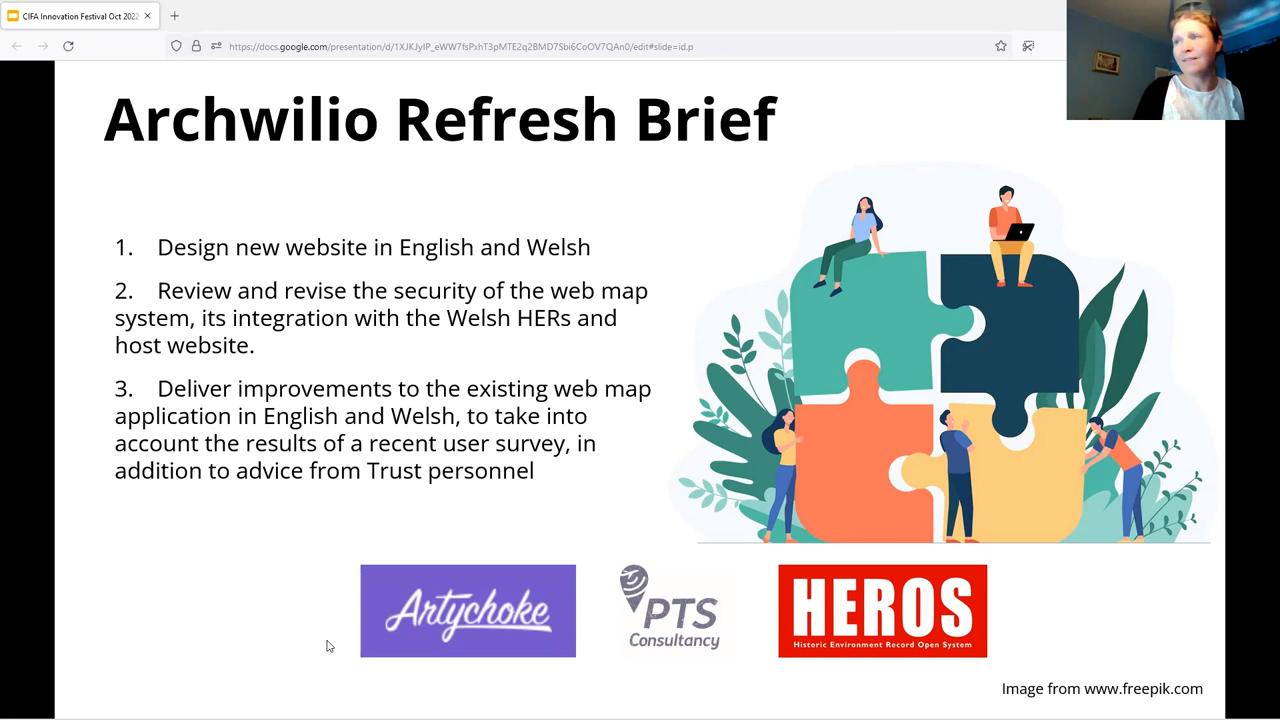 CIFA Innovation Festival Oct 2022
https://docs.google.com/presentation/d/1XJKJyIP_eWW7fsPxhT3pMTE2q2BMD7Sbi6CoOV7QAn0/edit#slide=id.p
Archwilio Refresh Brief
1. Design new website in English and Welsh
2. Review and revise the security of the web map
system, its integration with the Welsh HERs and
host website.
3. Deliver improvements to the existing web map
application in English and Welsh, to take into
account the results of a recent user survey, in
addition to advice from Trust personnel
Artychoke
PTS
Consultancy
HEROS
Historic Environment Record Open System
Image from www.freepik.com